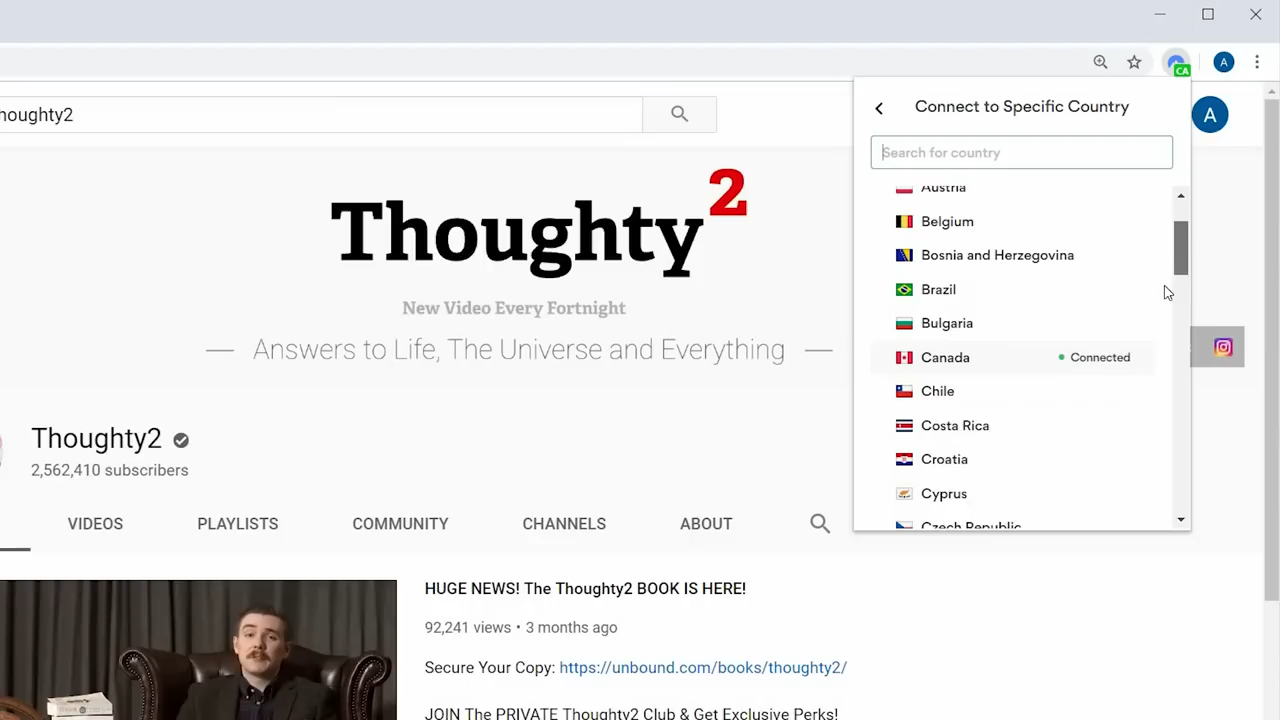 CA
A
houghty2
Connect to Specific Country
A
Search for country
Austria
Belgium
Bosnia and Herzegovina
Brazil
Bulgaria
Canada Connected
Chile
Costa Rica
Croatia
Cyprus
Czech Republic
Thoughty2
New Video Every Fortnight
Answers to Life, The Universe and Everything
Thoughty2
2,562,410 subscribers
VIDEOS PLAYLISTS COMMUNITY CHANNELS ABOUT
HUGE NEWS! The Thoughty2 BOOK IS HERE!
92,241 views • 3 months ago
Secure Your Copy: https://unbound.com/books/thoughty2/
JOIN The PRIVATE Thoughty2 Club & Get Exclusive Perks!